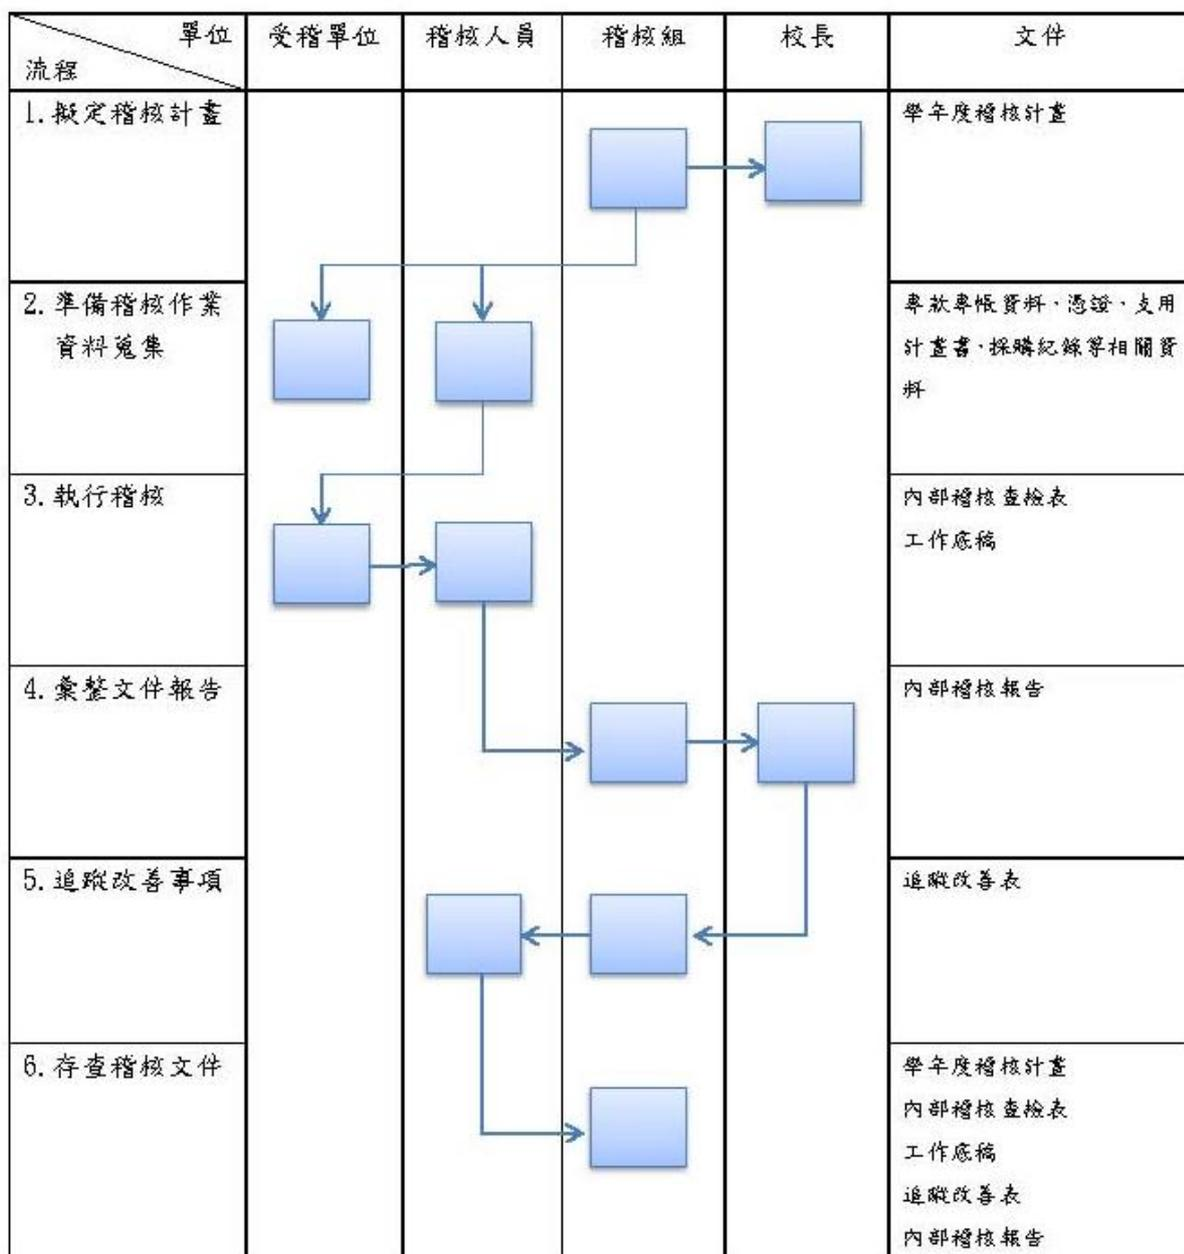 單位
流程
受稽單位
稽核人員
稽核組
校長
文件
1.擬定稽核計畫
學年度稽核計畫
2.準備稽核作業
資料蒐集
專款專帳資料、憑證、支用
計畫書、採購紀錄等相關資
料
3.執行稽核
內部稽核查檢表
工作底稿
4.彙整文件報告
內部稽核報告
5.追蹤改善事項
追蹤改善表
6.存查稽核文件
學年度稽核計畫
內部稽核查檢表
工作底稿
追蹤改善表
內部稽核報告